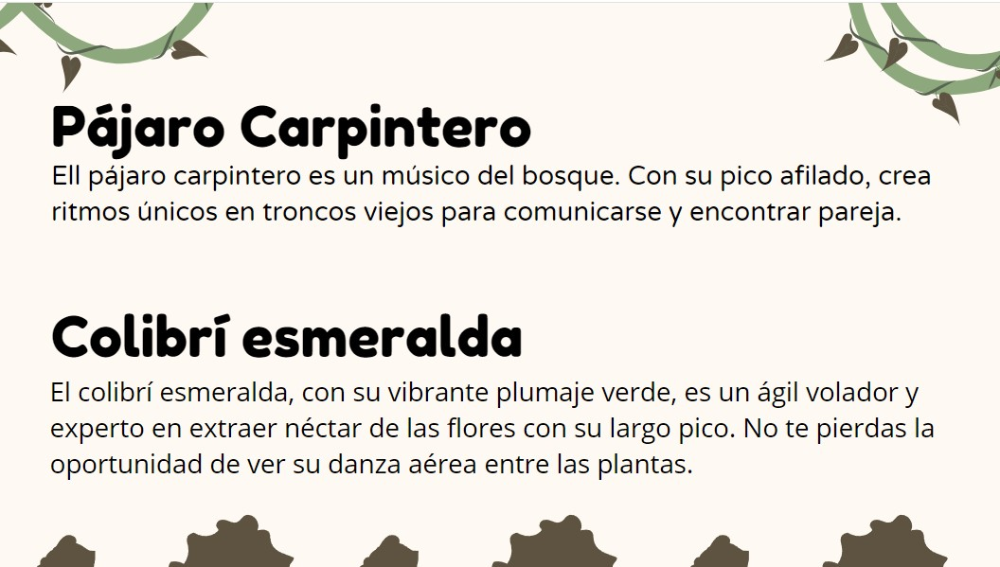 Pájaro Carpintero
Ell pájaro carpintero es un músico del bosque. Con su pico afilado, crea
ritmos únicos en troncos viejos para comunicarse y encontrar pareja.
Colibrí esmeralda
El colibrí esmeralda, con su vibrante plumaje verde, es un ágil volador y
experto en extraer néctar de las flores con su largo pico. No te pierdas la
oportunidad de ver su danza aérea entre las plantas.